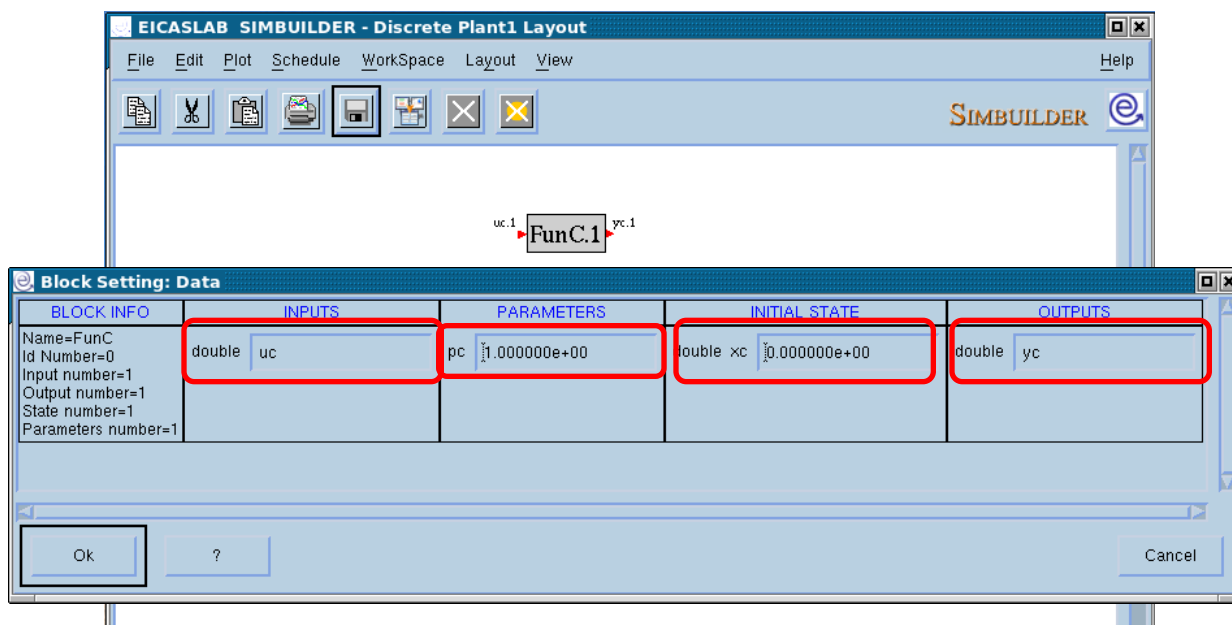 EICASLAB SIMBUILDER - Discrete Plant1 Layout
File Edit Plot Schedule WorkSpace Layout View Help
SIMBUILDER
uc.1 FunC.1 yc.1
Block Setting: Data
BLOCK INFO INPUTS PARAMETERS INITIAL STATE OUTPUTS
Name=FunC
Id Number=0
Input number=1
Output number=1
State number=1
Parameters number=1
double uc pc 1.000000e+00 double xc 0.000000e+00 double yc
Ok ? Cancel